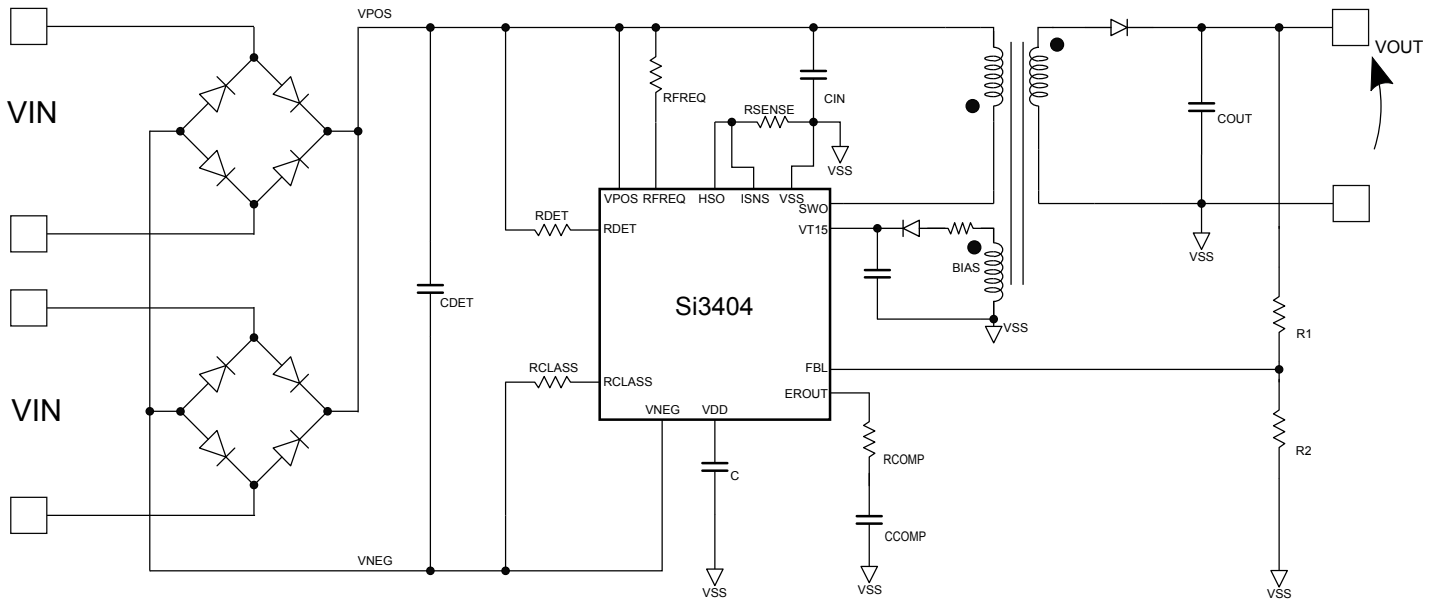 VPOS
VIN
RFREQ
RSENSE
CIN
VSS
VOUT
COUT
VSS
VPOS RFREQ HSO ISNS VSS
SWO
RDET
RDET
VT15
BIAS
VSS
CDET
Si3404
R1
RCLASS
RCLASS
FBL
EROUT
VIN
VNEG VDD
RCOMP
R2
C
CCOMP
VNEG
VSS
VSS
VSS